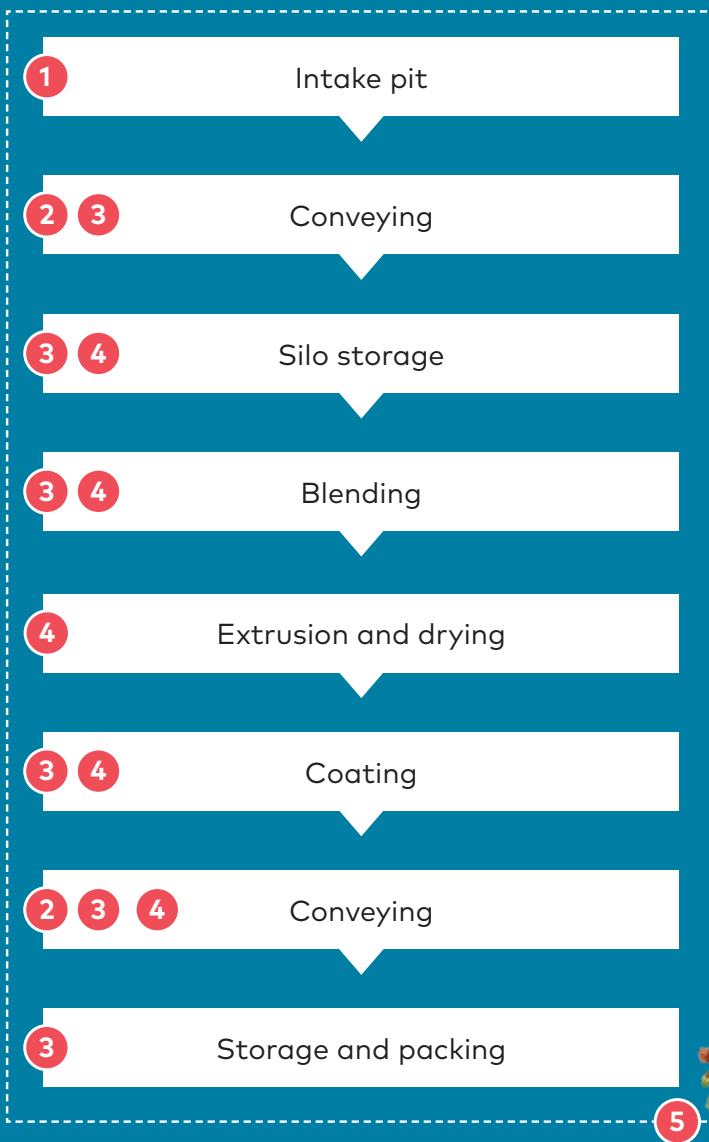 1 Intake pit
2 3 Conveying
3 4 Silo storage
3 4 Blending
4 Extrusion and drying
3 4 Coating
2 3 4 Conveying
3 Storage and packing
5